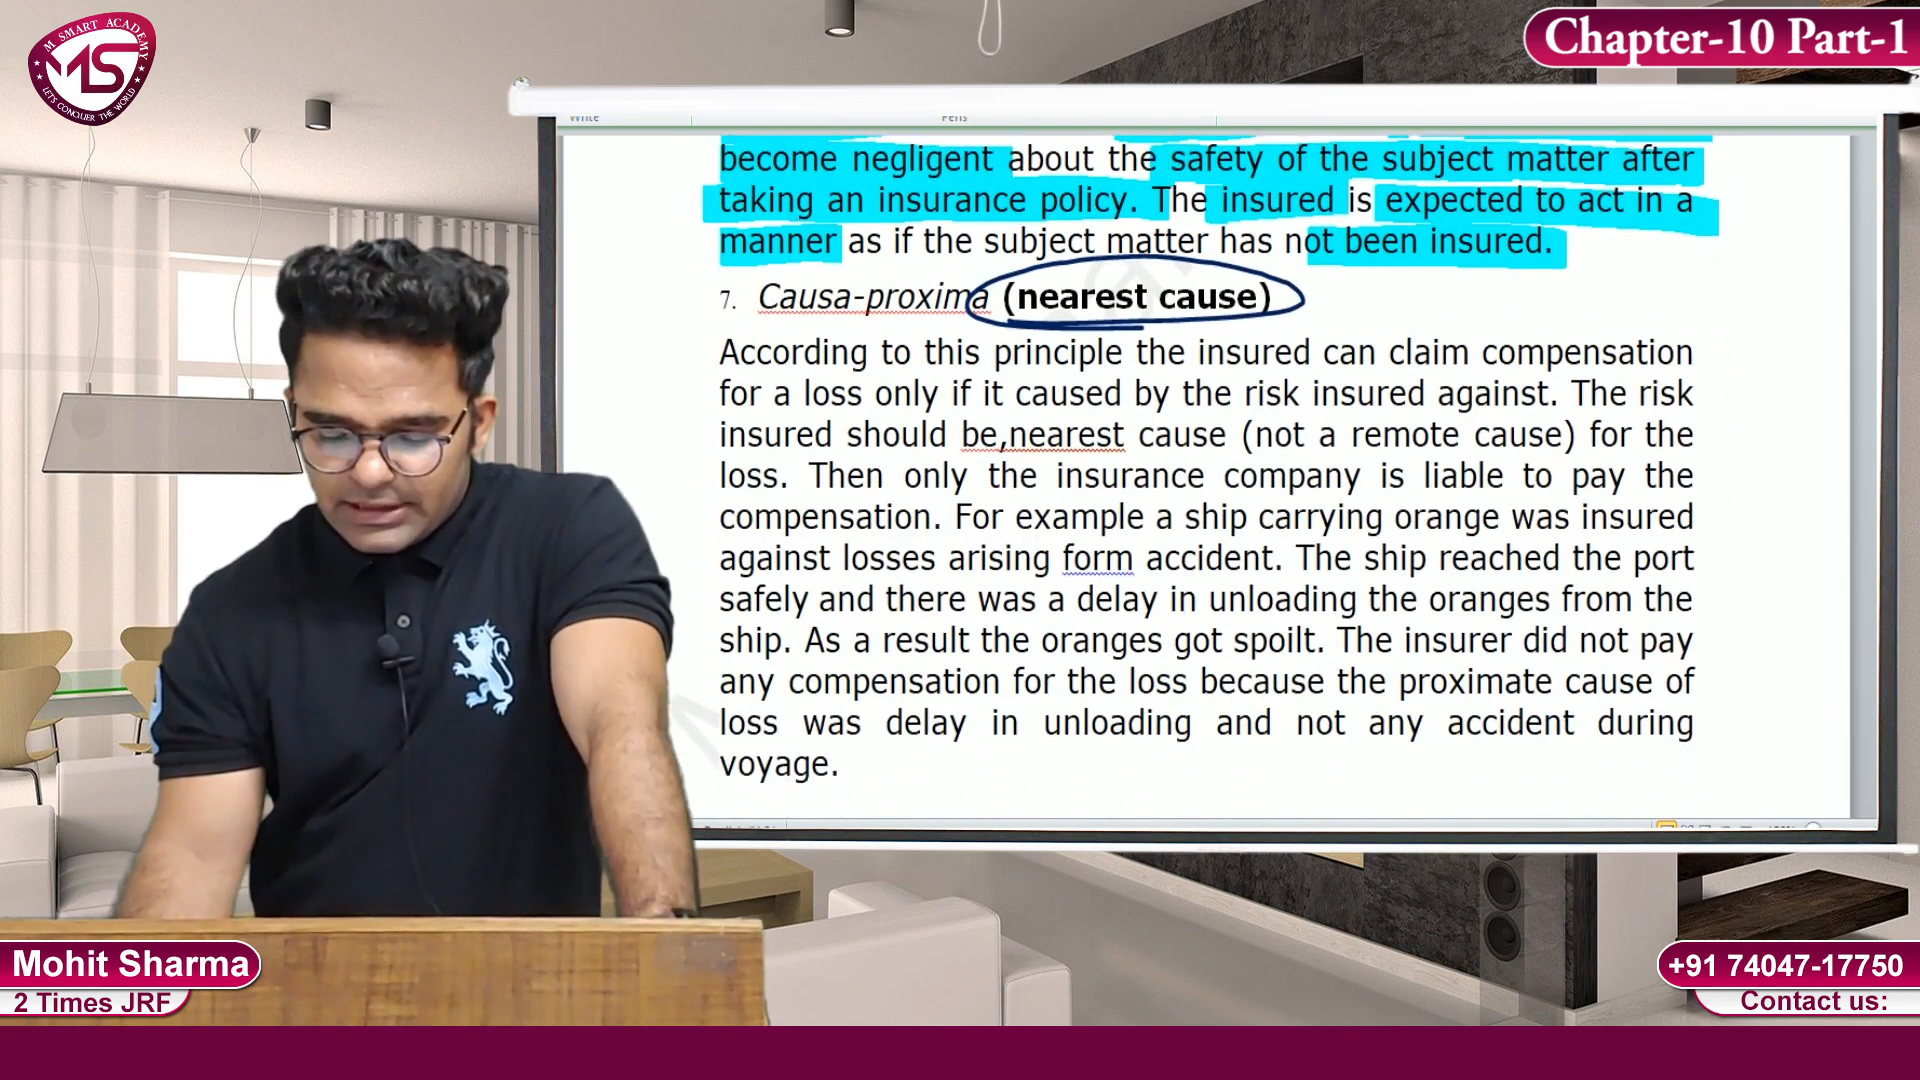 M SMART ACADEMY
MS
LETS CONQUER THE WORLD
Chapter-10 Part-1
Write
Pens
become negligent about the safety of the subject matter after
taking an insurance policy. The insured is expected to act in a
manner as if the subject matter has not been insured.
7. Causa-proxima (nearest cause)
According to this principle the insured can claim compensation
for a loss only if it caused by the risk insured against. The risk
insured should be,nearest cause (not a remote cause) for the
loss. Then only the insurance company is liable to pay the
compensation. For example a ship carrying orange was insured
against losses arising form accident. The ship reached the port
safely and there was a delay in unloading the oranges from the
ship. As a result the oranges got spoilt. The insurer did not pay
any compensation for the loss because the proximate cause of
loss was delay in unloading and not any accident during
voyage.
Mohit Sharma
2 Times JRF
+91 74047-17750
Contact us: